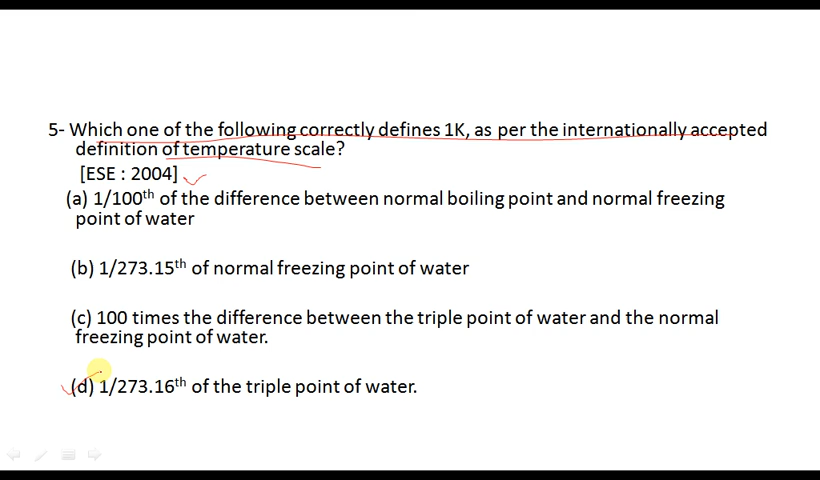 5- Which one of the following correctly defines 1K, as per the internationally accepted
definition of temperature scale?
[ESE : 2004]
(a) 1/100th of the difference between normal boiling point and normal freezing
point of water
(b) 1/273.15th of normal freezing point of water
(c) 100 times the difference between the triple point of water and the normal
freezing point of water.
(d) 1/273.16th of the triple point of water.